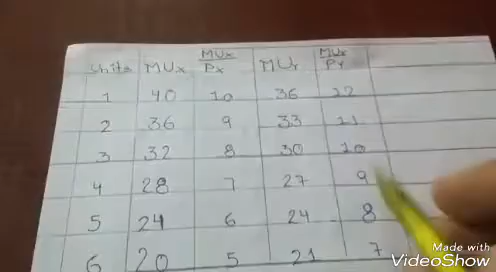 Units MUx MUx/Px MUy MUx/PY
1 40 10 36 12
2 36 9 33 11
3 32 8 30 10
4 28 7 27 9
5 24 6 24 8
6 20 5 21 7
Made with
VideoShow